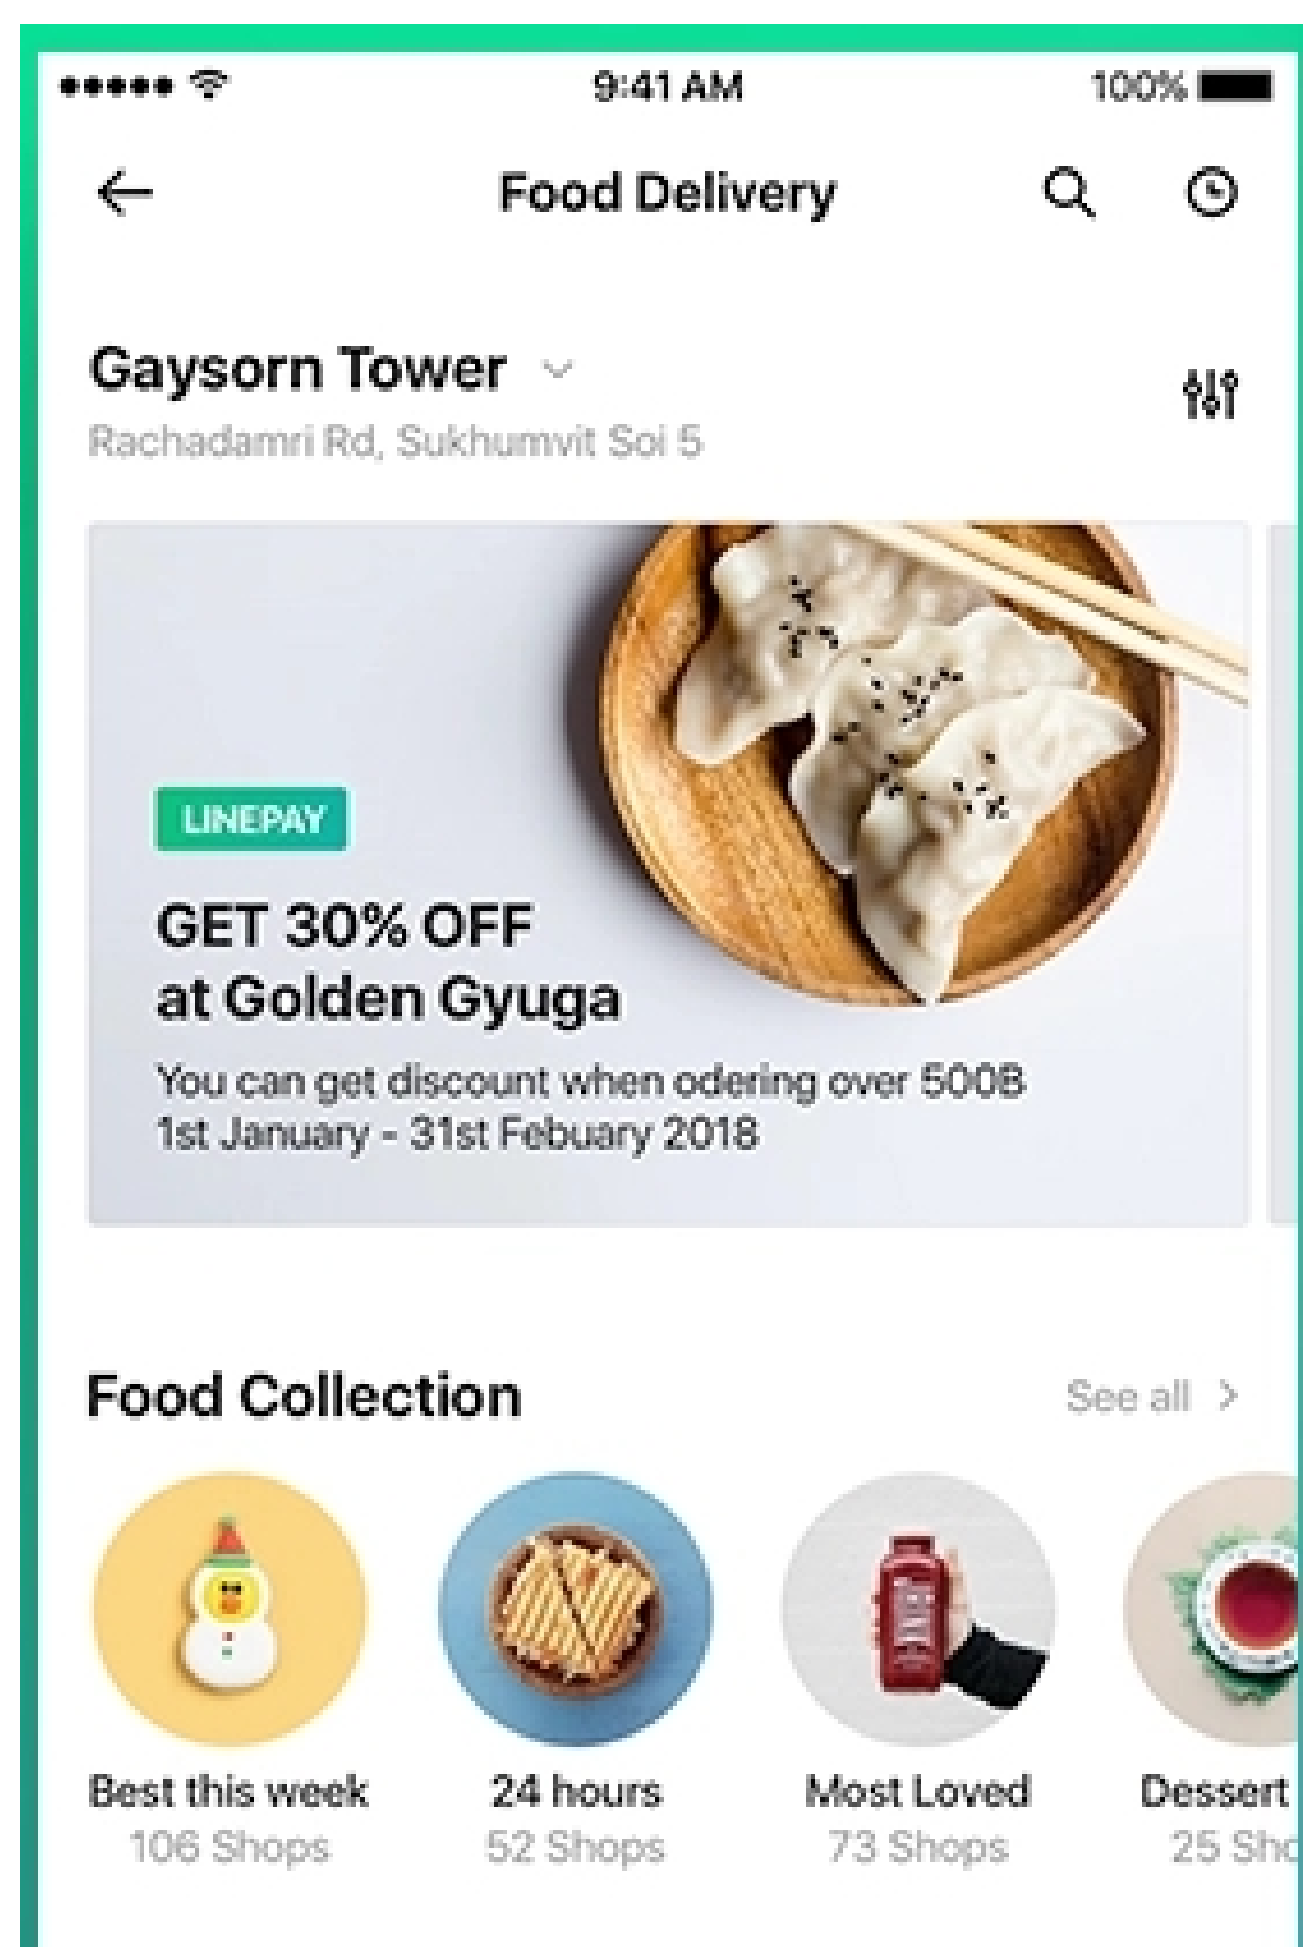 9:41 AM 100%
Food Delivery
Gaysorn Tower
Rachadamri Rd, Sukhumvit Soi 5
LINEPAY
GET 30% OFF
at Golden Gyuga
You can get discount when odering over 500B
1st January - 31st Febuary 2018
Food Collection See all
Best this week 24 hours Most Loved Dessert
106 Shops 52 Shops 73 Shops 25 Sho